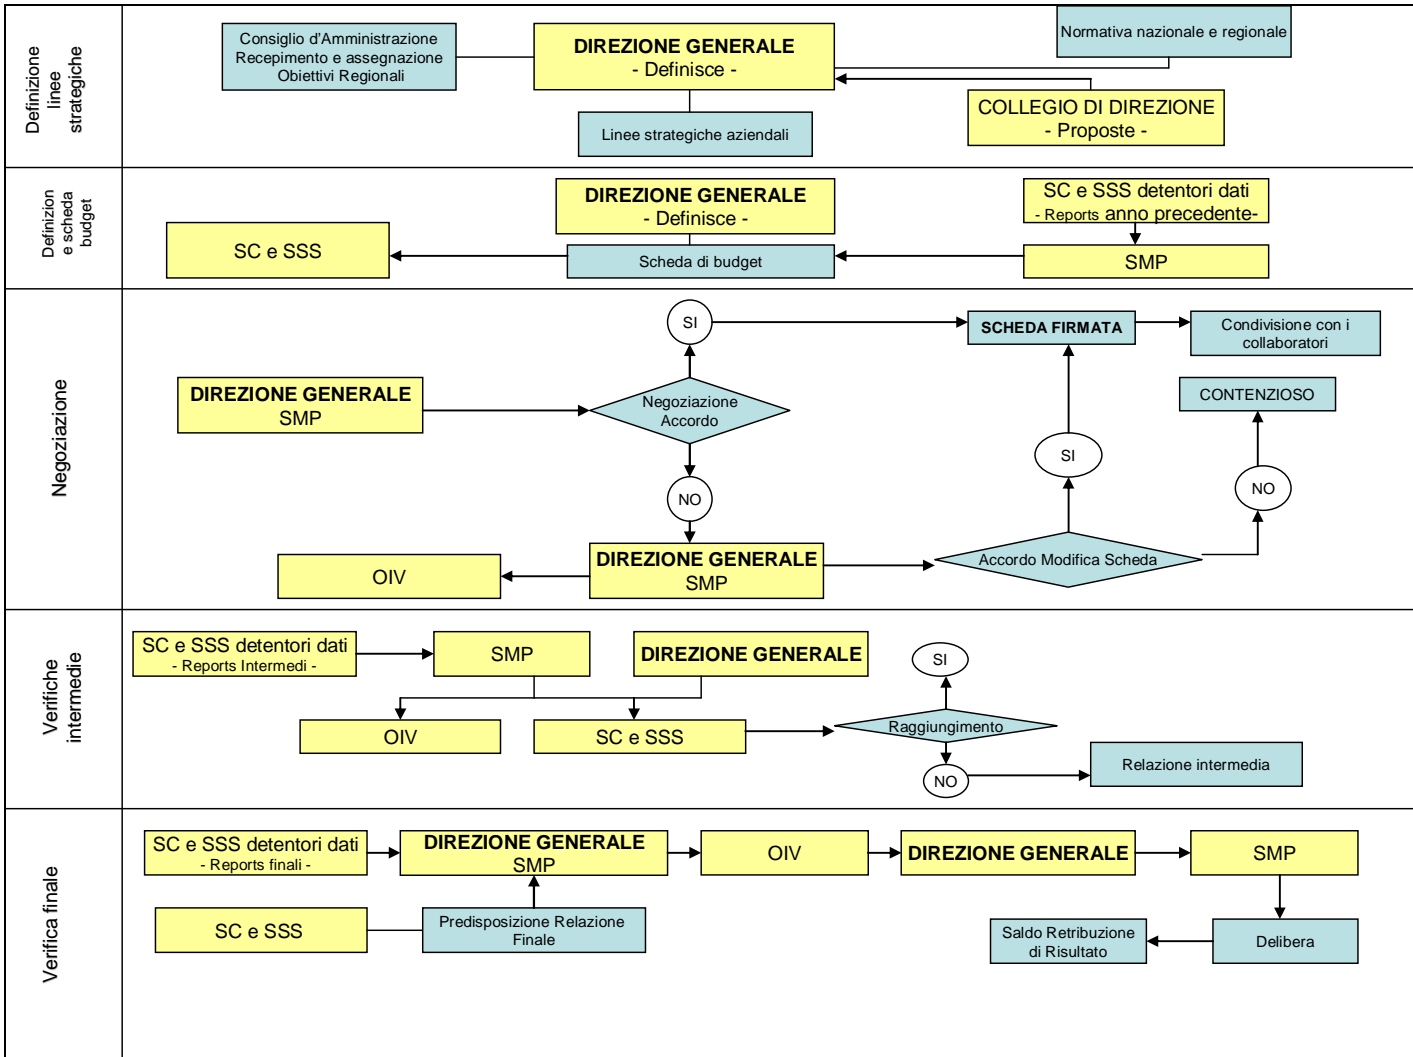 Definizione
linee
strategiche
Consiglio d'Amministrazione
Recepimento e assegnazione
Obiettivi Regionali
DIREZIONE GENERALE
- Definisce -
Normativa nazionale e regionale
COLLEGIO DI DIREZIONE
- Proposte -
Linee strategiche aziendali
Definizion
e scheda
budget
DIREZIONE GENERALE
- Definisce -
SC e SSS detentori dati
- Reports anno precedente-
SC e SSS
Scheda di budget
SMP
Negoziazione
SI
SCHEDA FIRMATA
Condivisione con i
collaboratori
DIREZIONE GENERALE
SMP
Negoziazione
Accordo
CONTENZIOSO
SI
NO
NO
OIV
DIREZIONE GENERALE
SMP
Accordo Modifica Scheda
Verifiche
intermedie
SC e SSS detentori dati
- Reports Intermedi -
SMP
DIREZIONE GENERALE
SI
OIV
SC e SSS
Raggiungimento
NO
Relazione intermedia
Verifica finale
SC e SSS detentori dati
- Reports finali -
DIREZIONE GENERALE
SMP
OIV
DIREZIONE GENERALE
SMP
SC e SSS
Predisposizione Relazione
Finale
Saldo Retribuzione
di Risultato
Delibera